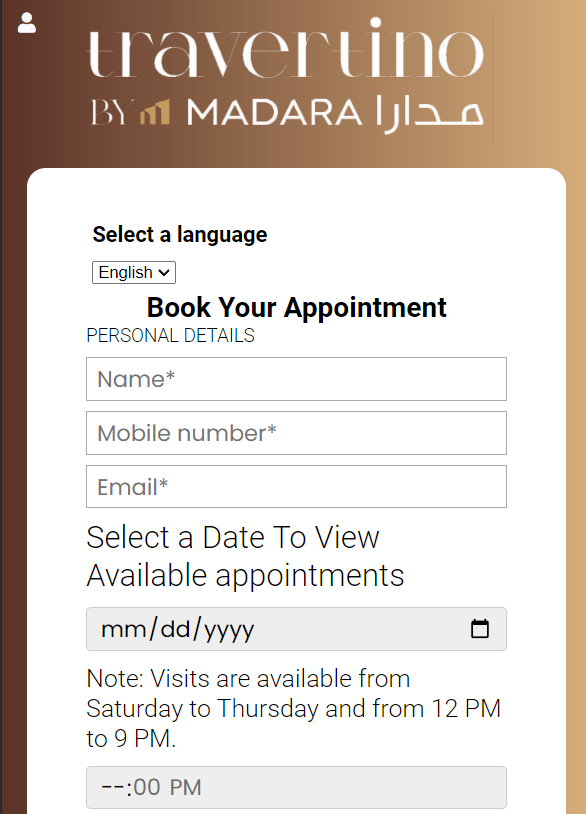 travertino
BY MADARA مدارا
Select a language
English
Book Your Appointment
PERSONAL DETAILS
Name*
Mobile number*
Email*
Select a Date To View
Available appointments
mm/dd/yyyy
Note: Visits are available from
Saturday to Thursday and from 12 PM
to 9 PM.
--:00 PM